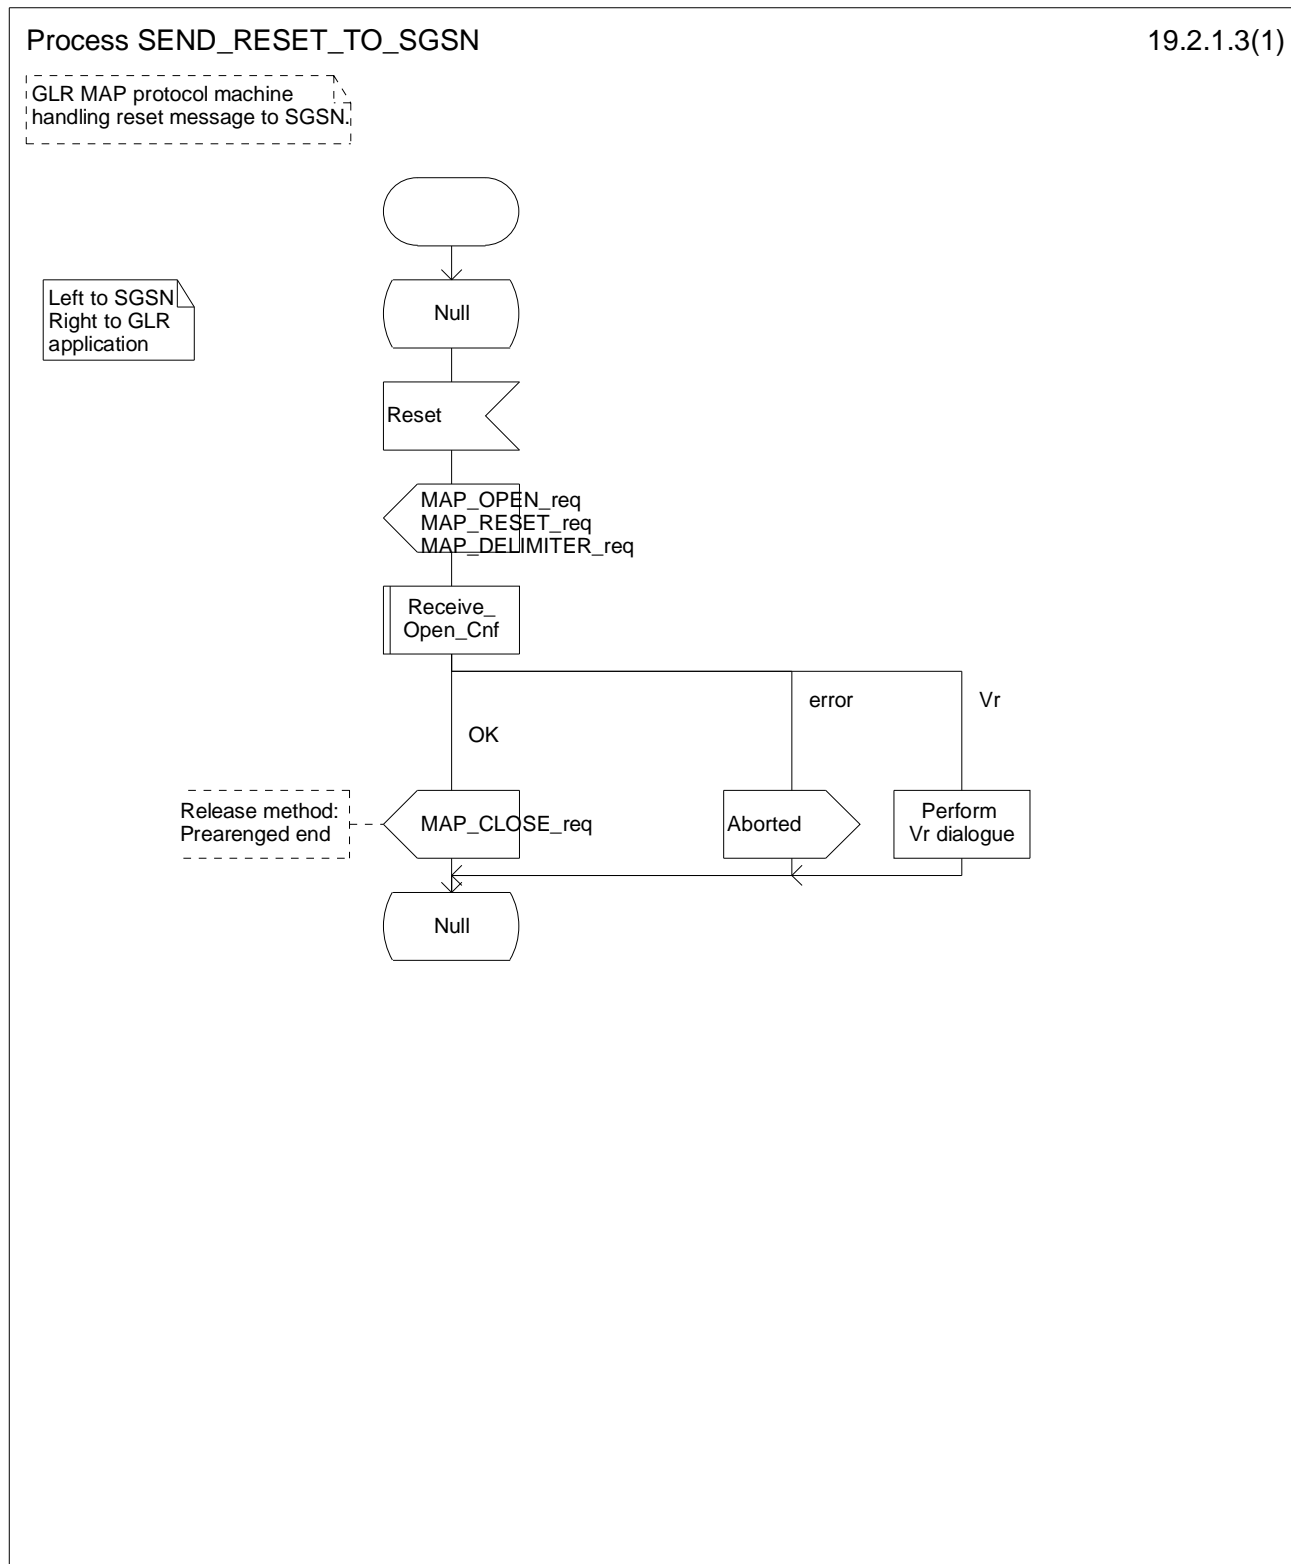 Process SEND_RESET_TO_SGSN
19.2.1.3(1)
GLR MAP protocol machine
handling reset message to SGSN.
Left to SGSN
Right to GLR
application
Null
Reset
MAP_OPEN_req
MAP_RESET_req
MAP_DELIMITER_req
Receive_
Open_Cnf
error
Vr
OK
Release method:
Prearenged end
MAP_CLOSE_req
Aborted
Perform
Vr dialogue
Null